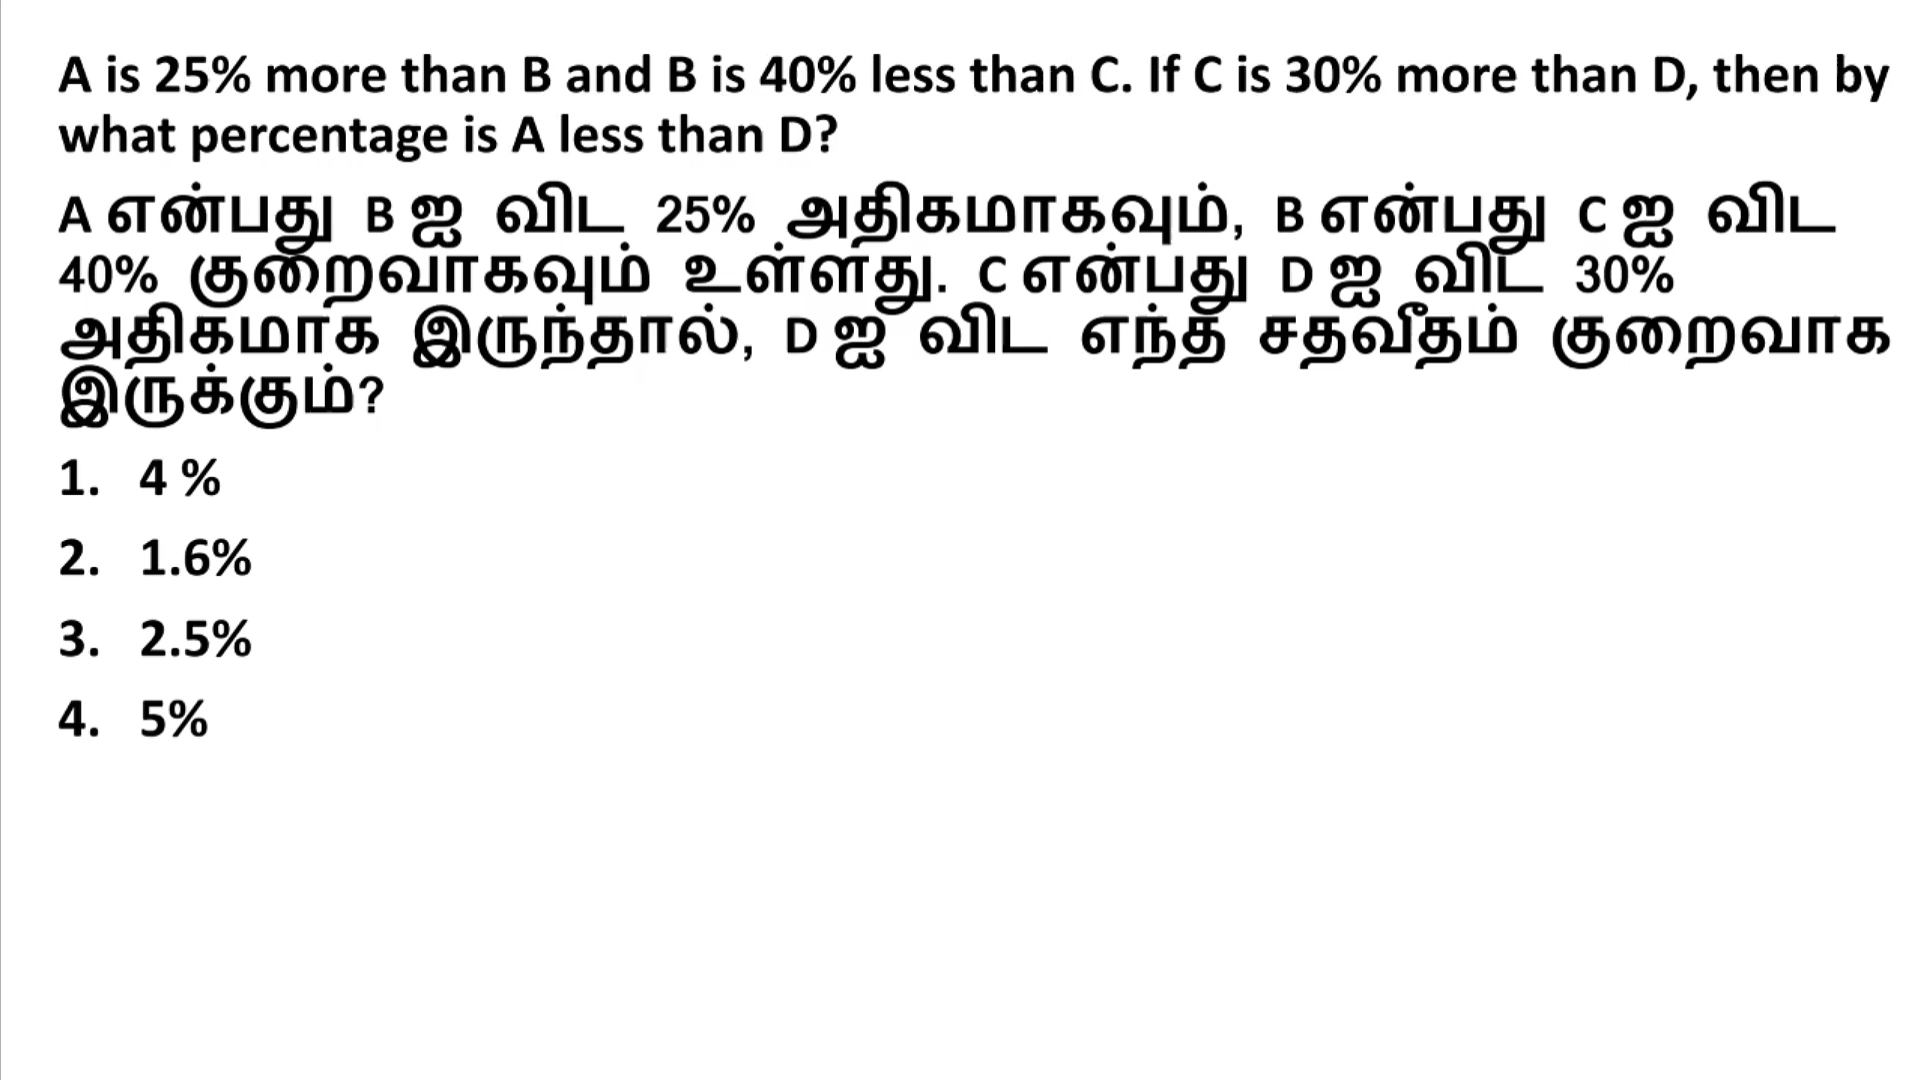 A is 25% more than B and B is 40% less than C. If C is 30% more than D, then by
what percentage is A less than D?
A என்பது B ஐ விட 25% அதிகமாகவும், B என்பது C ஐ விட
40% குறைவாகவும் உள்ளது. C என்பது D ஐ விட 30%
அதிகமாக இருந்தால், D ஐ விட எந்த சதவீதம் குறைவாக
இருக்கும்?
1. 4 %
2. 1.6%
3. 2.5%
4. 5%